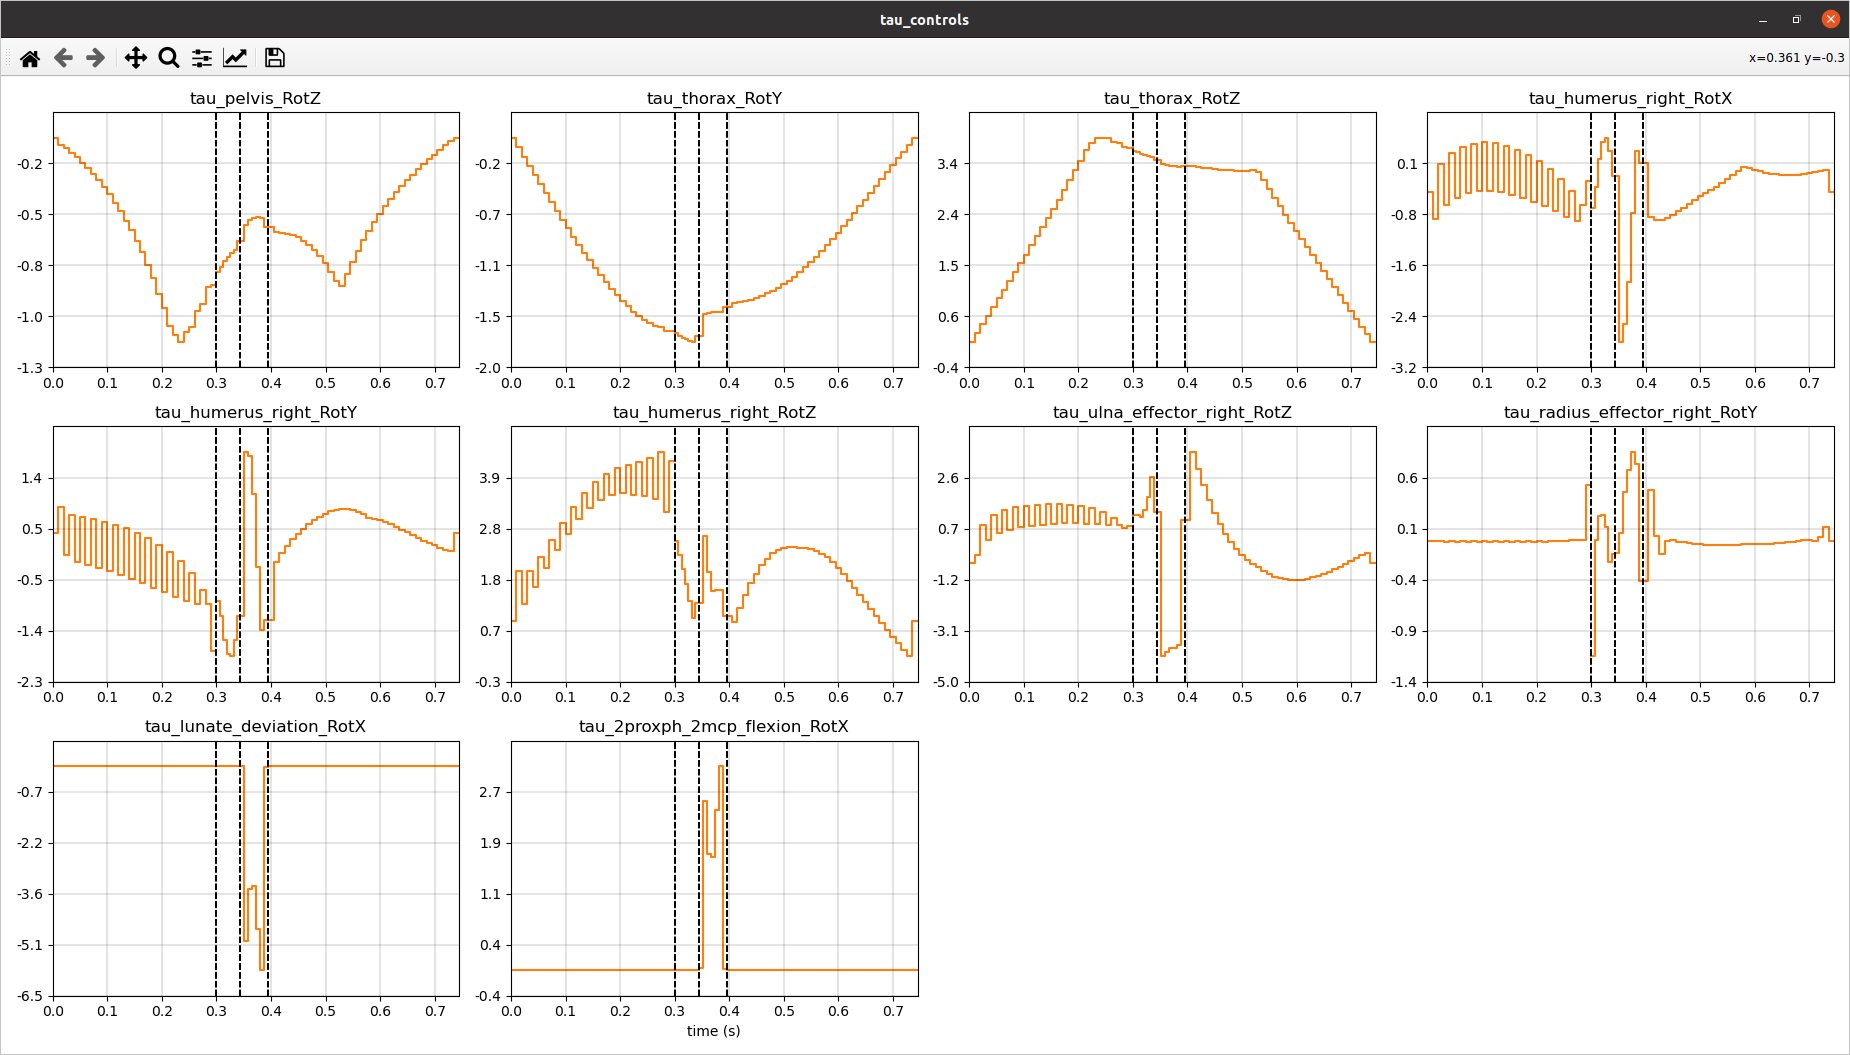 tau_controls
x=0.361 y=-0.3
tau_pelvis_RotZ
-0.2
-0.5
-0.8
-1.0
-1.3
0.0 0.1 0.2 0.3 0.4 0.5 0.6 0.7
tau_thorax_RotY
-0.2
-0.7
-1.1
-1.5
-2.0
0.0 0.1 0.2 0.3 0.4 0.5 0.6 0.7
tau_thorax_RotZ
3.4
2.4
1.5
0.6
-0.4
0.0 0.1 0.2 0.3 0.4 0.5 0.6 0.7
tau_humerus_right_RotX
0.1
-0.8
-1.6
-2.4
-3.2
0.0 0.1 0.2 0.3 0.4 0.5 0.6 0.7
tau_humerus_right_RotY
1.4
0.5
-0.5
-1.4
-2.3
0.0 0.1 0.2 0.3 0.4 0.5 0.6 0.7
tau_humerus_right_RotZ
3.9
2.8
1.8
0.7
-0.3
0.0 0.1 0.2 0.3 0.4 0.5 0.6 0.7
tau_ulna_effector_right_RotZ
2.6
0.7
-1.2
-3.1
-5.0
0.0 0.1 0.2 0.3 0.4 0.5 0.6 0.7
tau_radius_effector_right_RotY
0.6
0.1
-0.4
-0.9
-1.4
0.0 0.1 0.2 0.3 0.4 0.5 0.6 0.7
tau_lunate_deviation_RotX
-0.7
-2.2
-3.6
-5.1
-6.5
0.0 0.1 0.2 0.3 0.4 0.5 0.6 0.7
tau_2proxph_2mcp_flexion_RotX
2.7
1.9
1.1
0.4
-0.4
0.0 0.1 0.2 0.3 0.4 0.5 0.6 0.7
time (s)